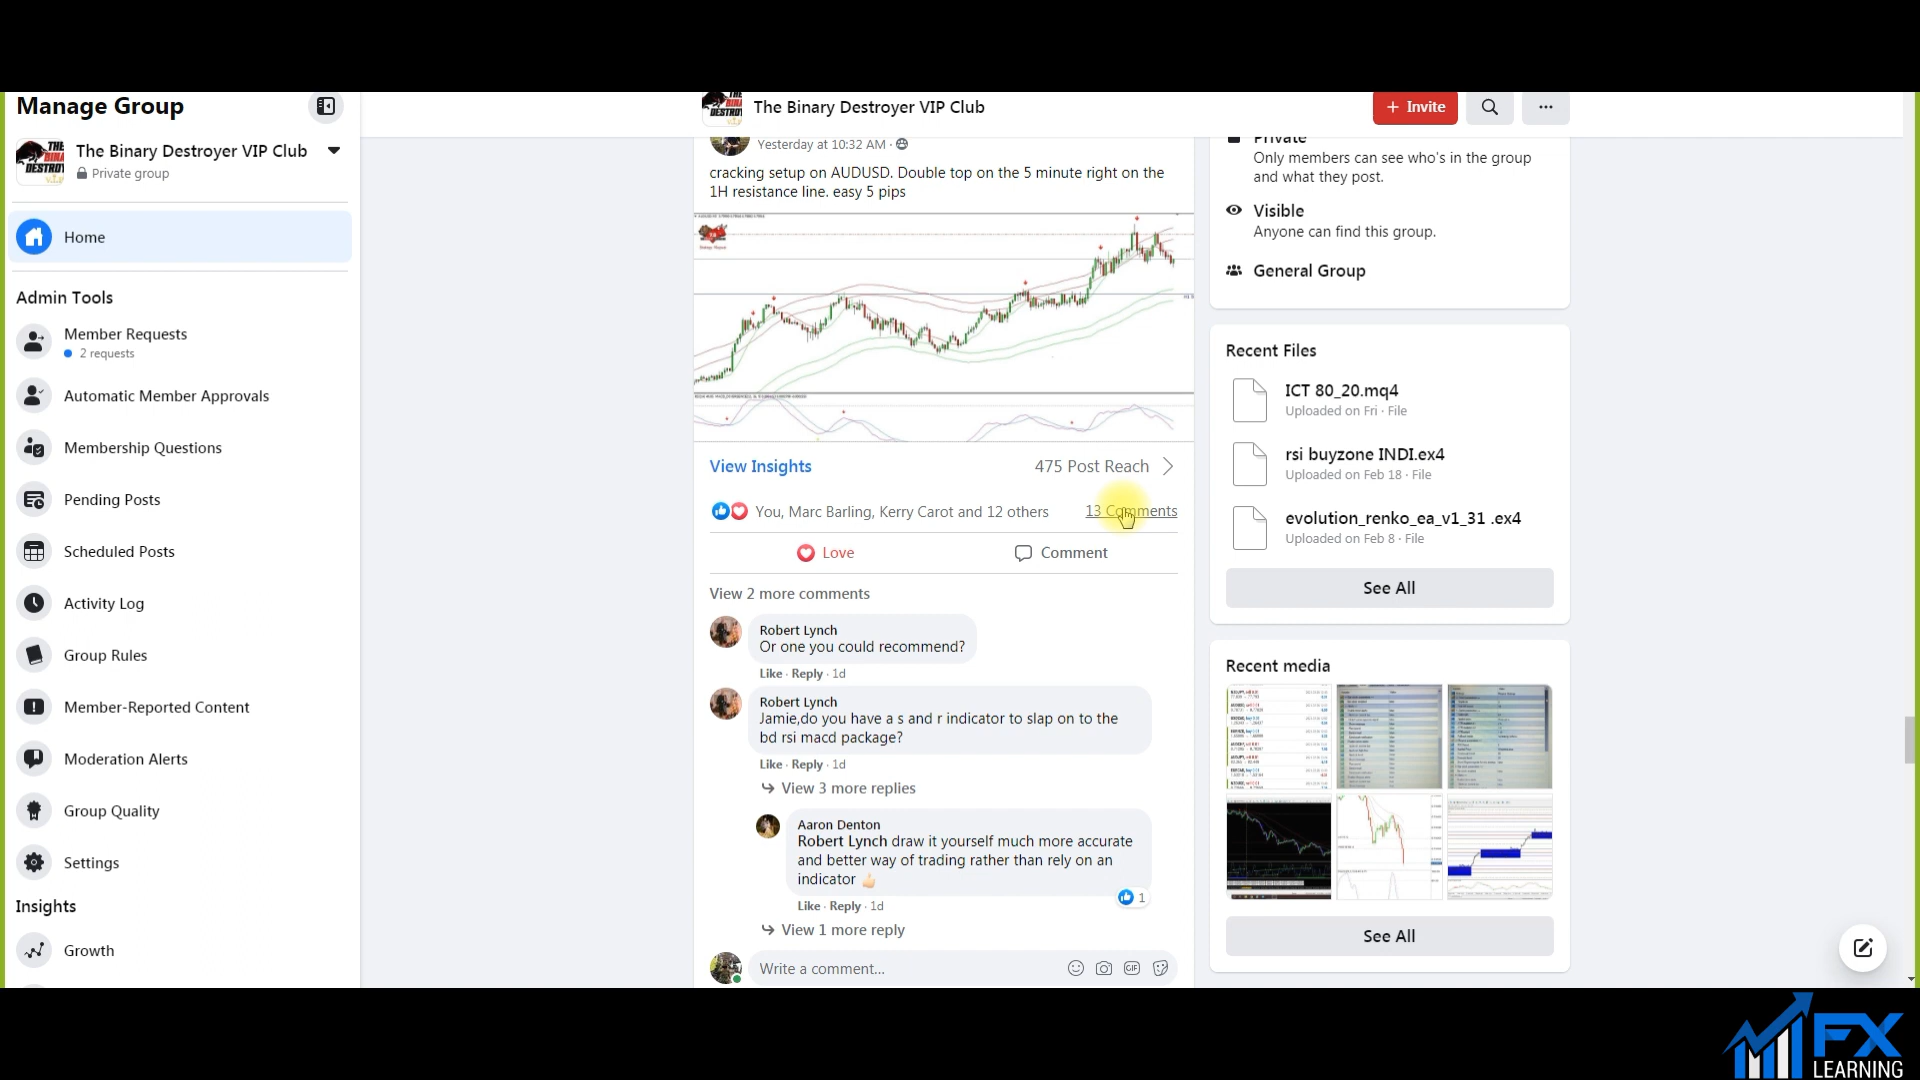 Manage Group
The Binary Destroyer VIP Club
Private group
Home
Admin Tools
Member Requests
2 requests
Automatic Member Approvals
Membership Questions
Pending Posts
Scheduled Posts
Activity Log
Group Rules
Member-Reported Content
Moderation Alerts
Group Quality
Settings
Insights
Growth
The Binary Destroyer VIP Club
+ Invite
Yesterday at 10:32 AM ·
cracking setup on AUDUSD. Double top on the 5 minute right on the
1H resistance line. easy 5 pips
View Insights
475 Post Reach
You, Marc Barling, Kerry Carot and 12 others
13 Comments
Love
Comment
View 2 more comments
Robert Lynch
Or one you could recommend?
Like · Reply · 1d
Robert Lynch
Jamie,do you have a s and r indicator to slap on to the
bd rsi macd package?
Like · Reply · 1d
View 3 more replies
Aaron Denton
Robert Lynch draw it yourself much more accurate
and better way of trading rather than rely on an
indicator 👍🏻
1
Like · Reply · 1d
View 1 more reply
Write a comment...
GIF
Private
Only members can see who's in the group
and what they post.
Visible
Anyone can find this group.
General Group
Recent Files
ICT 80_20.mq4
Uploaded on Fri · File
rsi buyzone INDI.ex4
Uploaded on Feb 18 · File
evolution_renko_ea_v1_31 .ex4
Uploaded on Feb 8 · File
See All
Recent media
See All
FX
LEARNING